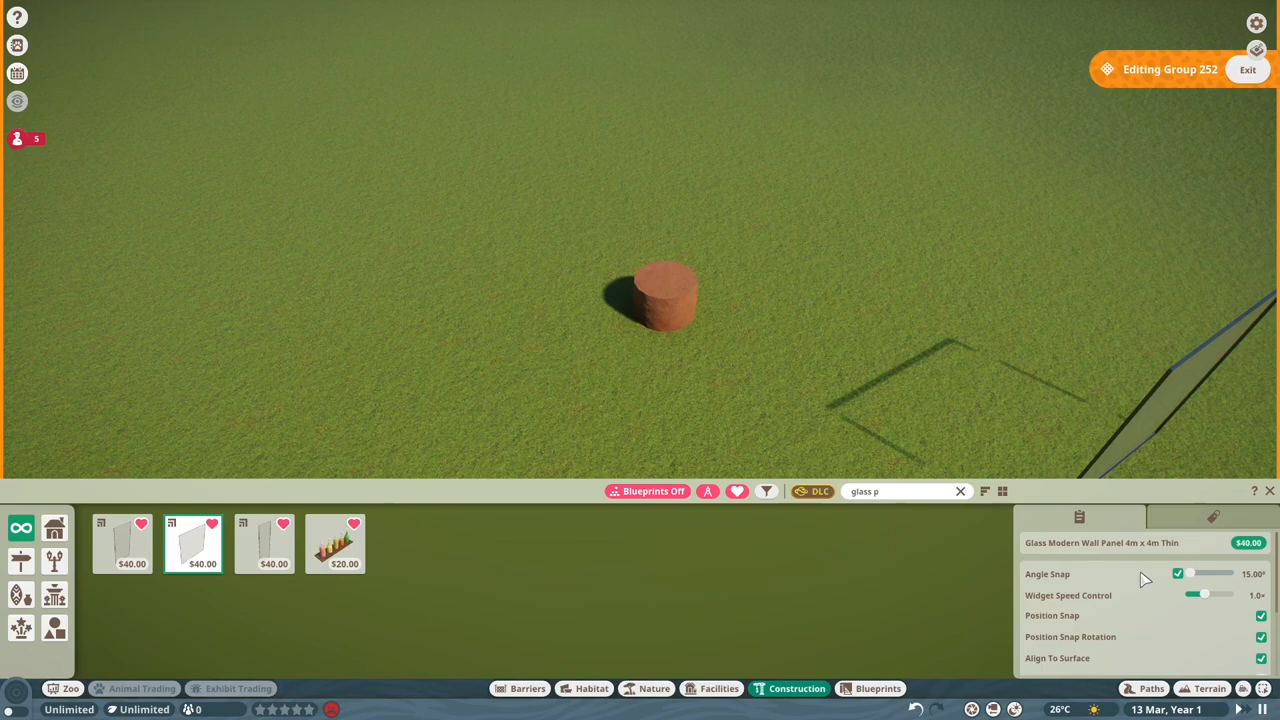 ?
Editing Group 252
Exit
5
Blueprints Off
DLC
glass p
?
$40.00
$40.00
$40.00
$20.00
Glass Modern Wall Panel 4m x 4m Thin
$40.00
Angle Snap
15.00°
Widget Speed Control
1.0×
Position Snap
Position Snap Rotation
Align To Surface
Zoo
Animal Trading
Exhibit Trading
Barriers
Habitat
Nature
Facilities
Construction
Blueprints
Paths
Terrain
Unlimited
Unlimited
0
26°C
13 Mar, Year 1